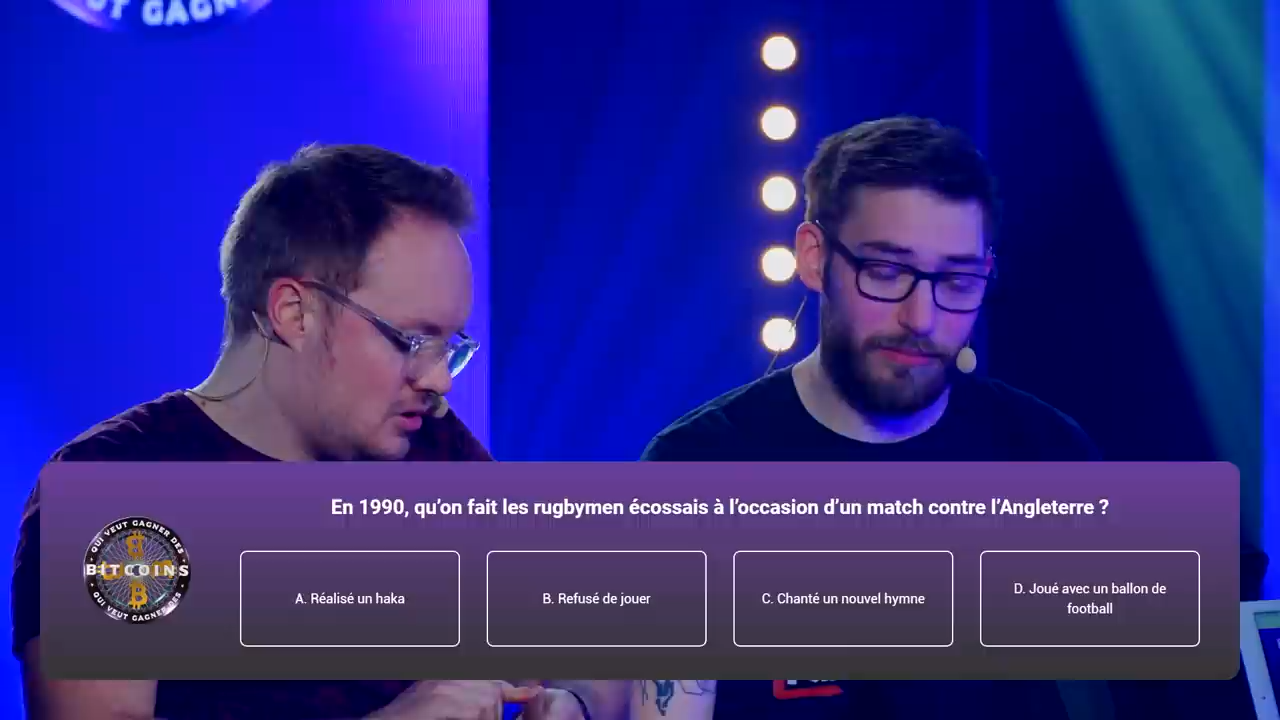 UT GAGN
En 1990, qu'on fait les rugbymen écossais à l'occasion d'un match contre l'Angleterre ?
QUI VEUT GAGNER DES
BITCOINS
QUI VEUT GAGNER DES
A. Réalisé un haka
B. Refusé de jouer
C. Chanté un nouvel hymne
D. Joué avec un ballon de
football